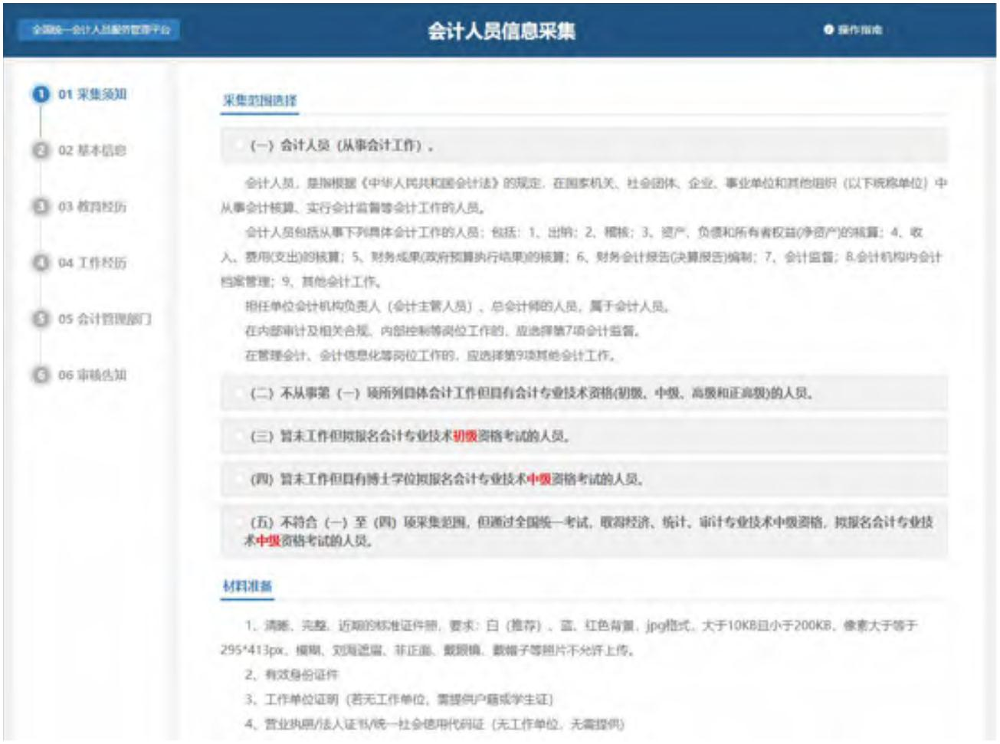 全国统一会计人员服务管理平台
会计人员信息采集
操作指南
1 01 采集须知
2 02 基本信息
3 03 教育经历
4 04 工作经历
5 05 会计管理部门
6 06 审核告知
采集范围选择
（一）会计人员（从事会计工作）。
会计人员，是指根据《中华人民共和国会计法》的规定，在国家机关、社会团体、企业、事业单位和其他组织（以下统称单位）中
从事会计核算、实行会计监督等会计工作的人员。
会计人员包括从事下列具体会计工作的人员：包括：1、出纳；2、稽核；3、资产、负债和所有者权益(净资产)的核算；4、收
入、费用(支出)的核算；5、财务成果(政府预算执行结果)的核算；6、财务会计报告(决算报告)编制；7、会计监督；8.会计机构内会计
档案管理；9、其他会计工作。
担任单位会计机构负责人（会计主管人员）、总会计师的人员，属于会计人员。
在内部审计及相关合规、内部控制等岗位工作的，应选择第7项会计监督。
在管理会计、会计信息化等岗位工作的，应选择第9项其他会计工作。
（二）不从事第（一）项所列具体会计工作但具有会计专业技术资格(初级、中级、高级和正高级)的人员。
（三）暂未工作但拟报名会计专业技术初级资格考试的人员。
（四）暂未工作但具有博士学位拟报名会计专业技术中级资格考试的人员。
（五）不符合（一）至（四）项采集范围，但通过全国统一考试，取得经济、统计、审计专业技术中级资格，拟报名会计专业技
术中级资格考试的人员。
材料准备
1、清晰、完整、近期的标准证件照，要求：白（推荐）、蓝、红色背景，jpg格式，大于10KB且小于200KB，像素大于等于
295*413px，模糊、刘海遮眉、非正面、戴眼镜、戴帽子等照片不允许上传。
2、有效身份证件
3、工作单位证明（若无工作单位，需提供户籍或学生证）
4、营业执照/法人证书/统一社会信用代码证（无工作单位，无需提供）